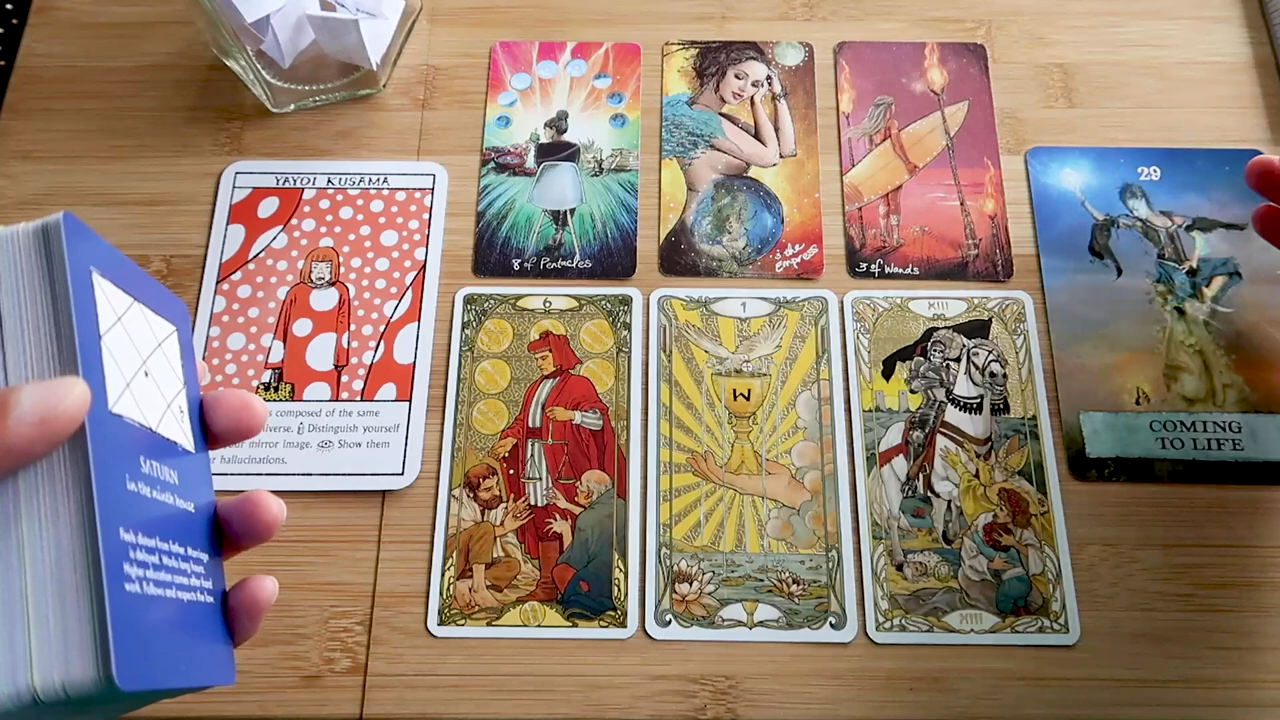 YAYOI KUSAMA
composed of the same
Distinguish yourself
mirror image. Show them
hallucinations.
SATURN
in the ninth house
Feels distant from father. Marriage
is delayed. Works long hours.
Higher education comes after hard
work. Follows and respects the law.
8 of Pentacles
3 the
Empress
3 of Wands
29
COMING
TO LIFE
6
1
W
XIII
XIII